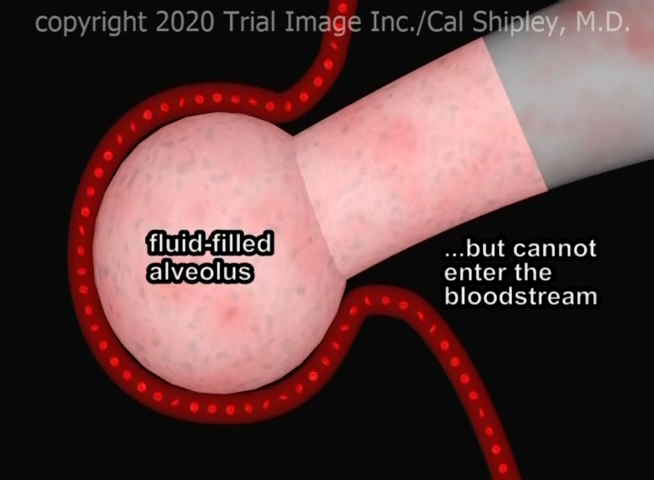 copyright 2020 Trial Image Inc./Cal Shipley, M.D.
fluid-filled
alveolus
...but cannot
enter the
bloodstream